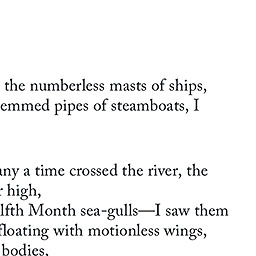 the numberless masts of ships,
emmed pipes of steamboats, I
any a time crossed the river, the
high,
lfth Month sea-gulls—I saw them
floating with motionless wings,
bodies,